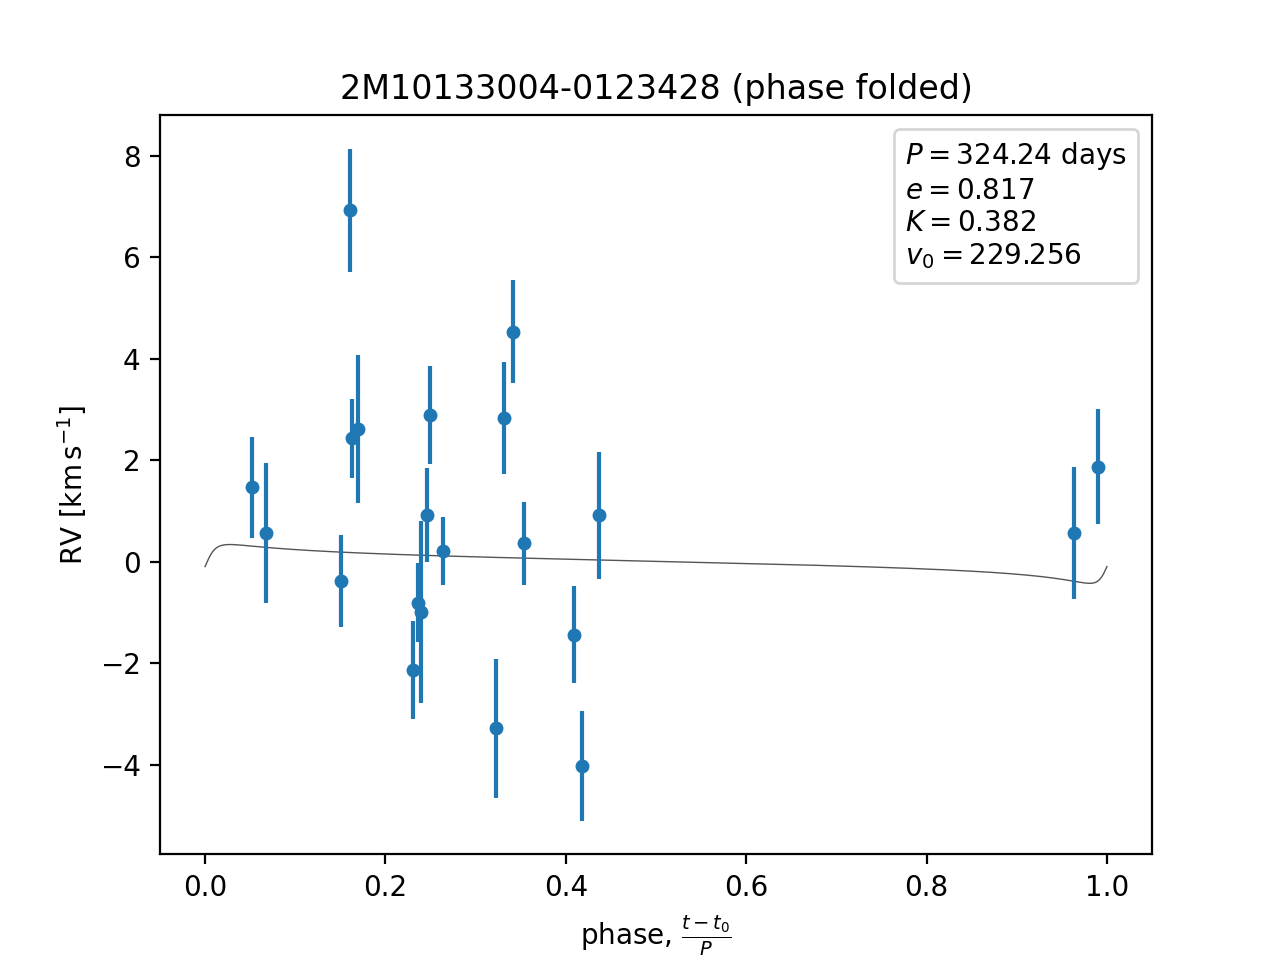 2M10133004-0123428 (phase folded)
P = 324.24 days
e = 0.817
K = 0.382
v₀ = 229.256
8
6
4
2
0
−2
−4
RV [km s⁻¹]
0.0 0.2 0.4 0.6 0.8 1.0
phase, (t − t₀)/P